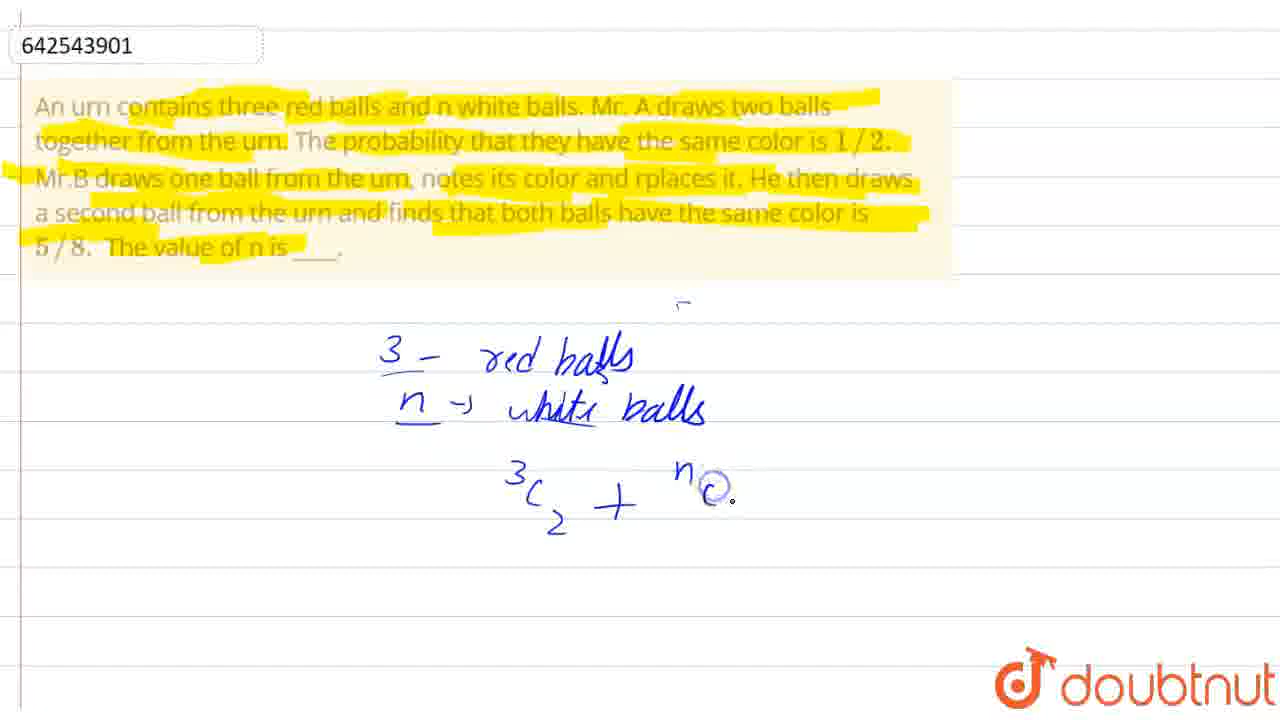 642543901
An urn contains three red balls and n white balls. Mr. A draws two balls
together from the urn. The probability that they have the same color is 1 / 2.
Mr.B draws one ball from the urn, notes its color and rplaces it. He then draws
a second ball from the urn and finds that both balls have the same color is
5 / 8. The value of n is ____.
3 - red balls
n → white balls
³C₂ + ⁿC
doubtnut